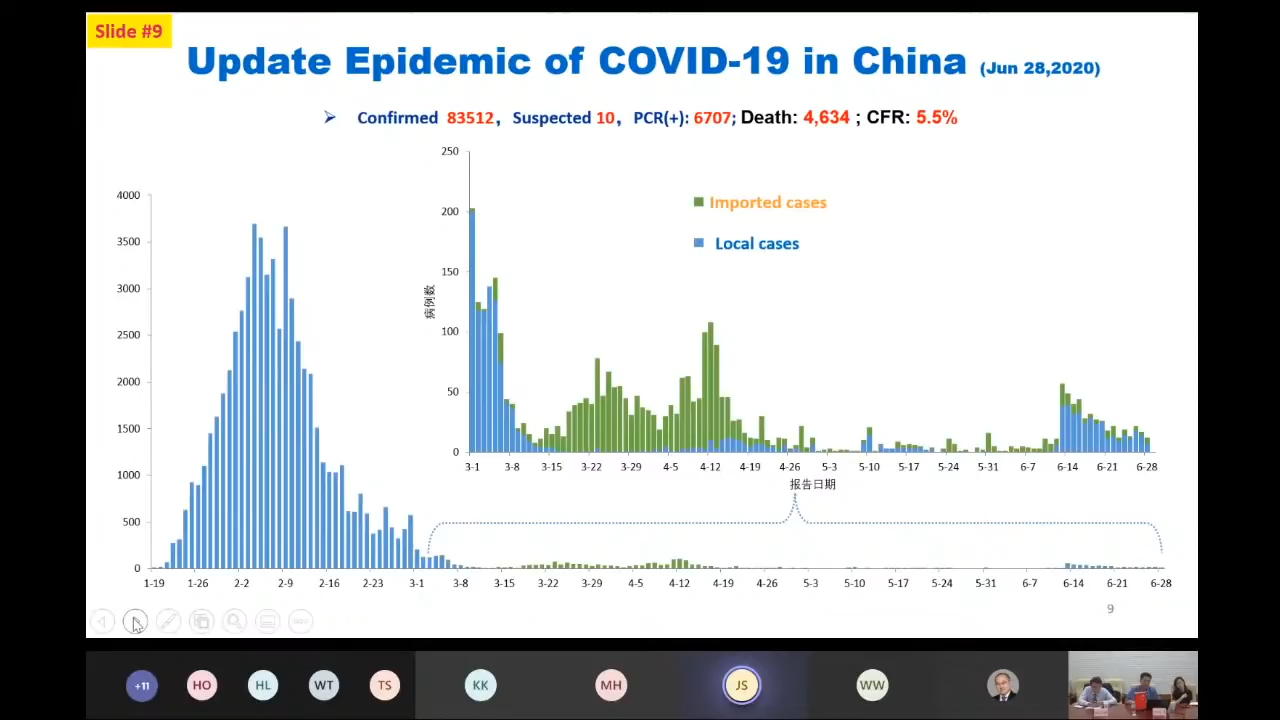 Slide #9
Update Epidemic of COVID-19 in China (Jun 28,2020)
➢ Confirmed 83512, Suspected 10, PCR(+): 6707; Death: 4,634 ; CFR: 5.5%
250
200
150
100
50
0
病例数
Imported cases
Local cases
3-1 3-8 3-15 3-22 3-29 4-5 4-12 4-19 4-26 5-3 5-10 5-17 5-24 5-31 6-7 6-14 6-21 6-28
报告日期
4000
3500
3000
2500
2000
1500
1000
500
0
1-19 1-26 2-2 2-9 2-16 2-23 3-1 3-8 3-15 3-22 3-29 4-5 4-12 4-19 4-26 5-3 5-10 5-17 5-24 5-31 6-7 6-14 6-21 6-28
9
+11 HO HL WT TS KK MH JS WW